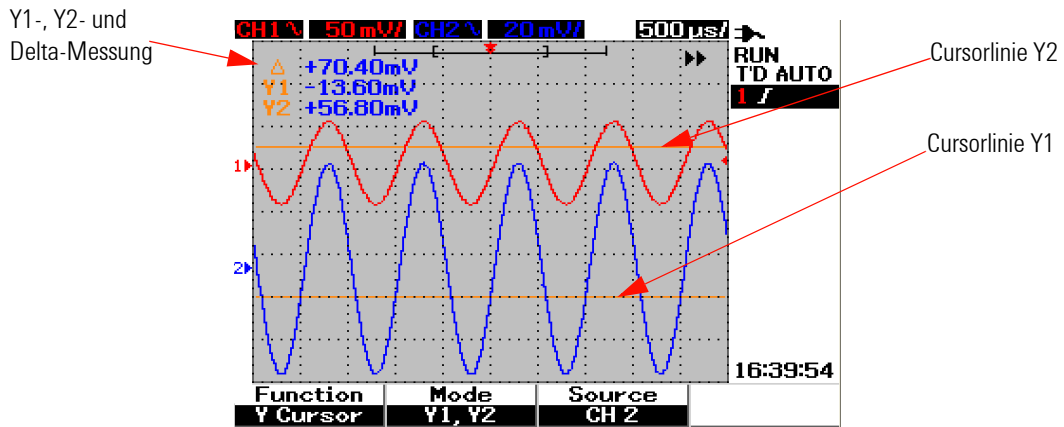 Y1-, Y2- und
Delta-Messung
CH1 ∿ 50 mV/ CH2 ∿ 20 mV/ 500 µs/
RUN
T'D AUTO
1
△ +70.40mV
Y1 -13.60mV
Y2 +56.80mV
Cursorlinie Y2
Cursorlinie Y1
1
2
16:39:54
Function Mode Source
Y Cursor Y1, Y2 CH 2